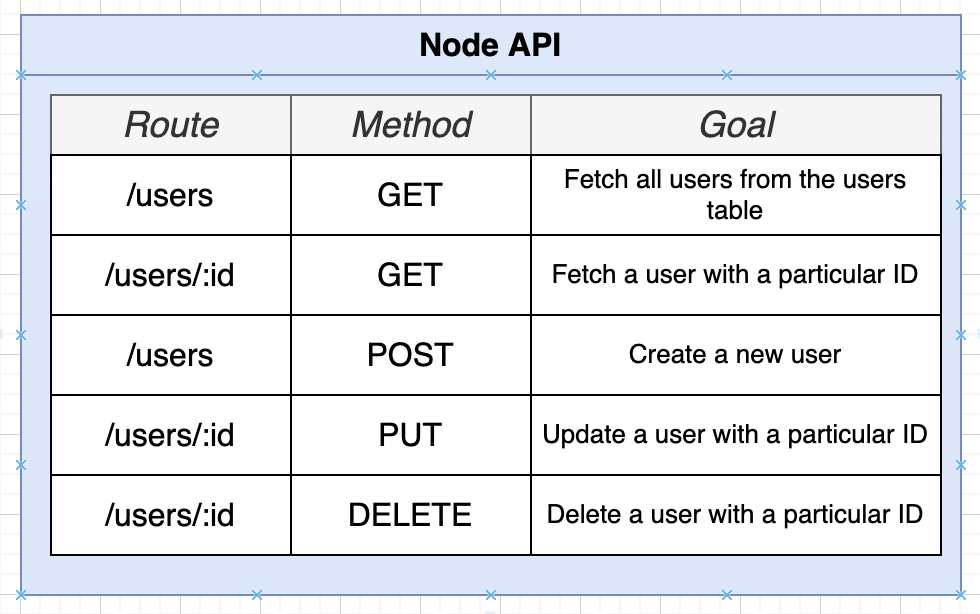 Node API
Route Method Goal
/users GET Fetch all users from the users
table
/users/:id GET Fetch a user with a particular ID
/users POST Create a new user
/users/:id PUT Update a user with a particular ID
/users/:id DELETE Delete a user with a particular ID